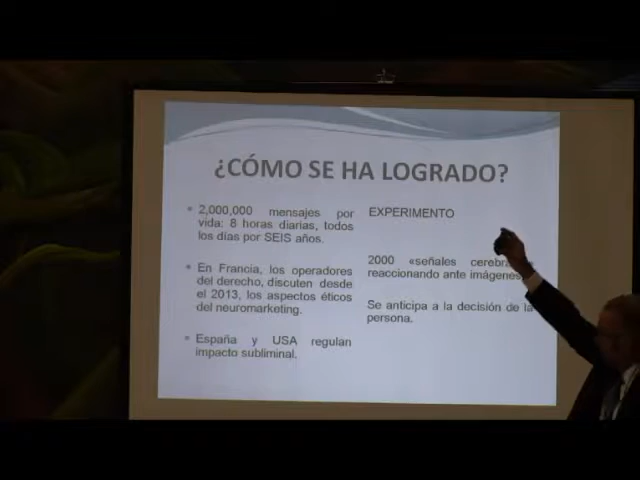 ¿CÓMO SE HA LOGRADO?
2,000,000 mensajes por
vida: 8 horas diarias, todos
los días por SEIS años.
En Francia, los operadores
del derecho, discuten desde
el 2013, los aspectos éticos
del neuromarketing.
España y USA regulan
impacto subliminal.
EXPERIMENTO
2000 «señales
reaccionando ante imágenes
Se anticipa a la decisión de la
persona.